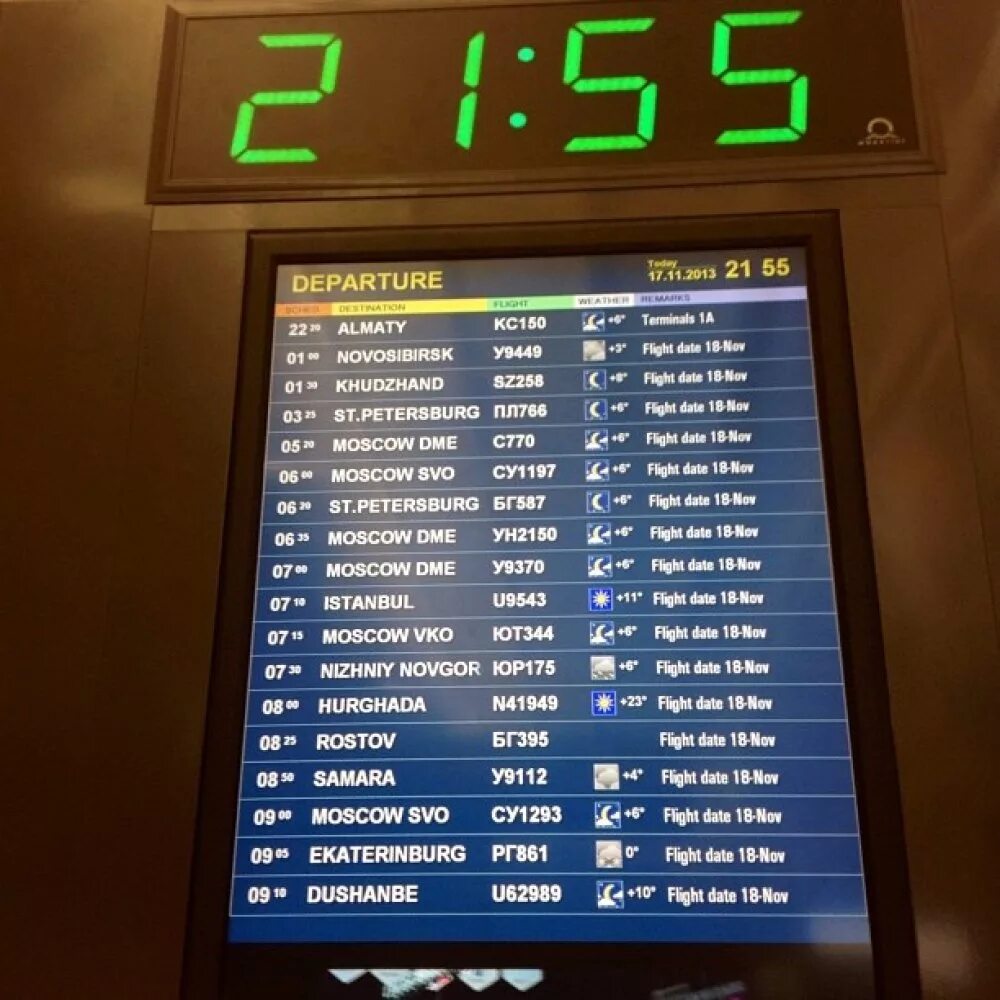 21:55
DEPARTURE Today 17.11.2013 21 55
SCHED DESTINATION FLIGHT WEATHER REMARKS
22 20 ALMATY KC150 +6° Terminals 1A
01 00 NOVOSIBIRSK У9449 +3° Flight date 18-Nov
01 30 KHUDZHAND SZ258 +8° Flight date 18-Nov
03 25 ST.PETERSBURG ПЛ766 +6° Flight date 18-Nov
05 20 MOSCOW DME С770 +6° Flight date 18-Nov
06 00 MOSCOW SVO СУ1197 +6° Flight date 18-Nov
06 20 ST.PETERSBURG БГ587 +6° Flight date 18-Nov
06 35 MOSCOW DME УН2150 +6° Flight date 18-Nov
07 00 MOSCOW DME У9370 +6° Flight date 18-Nov
07 10 ISTANBUL U9543 +11° Flight date 18-Nov
07 15 MOSCOW VKO ЮТ344 +6° Flight date 18-Nov
07 30 NIZHNIY NOVGOR ЮР175 +6° Flight date 18-Nov
08 00 HURGHADA N41949 +23° Flight date 18-Nov
08 25 ROSTOV БГ395 Flight date 18-Nov
08 50 SAMARA У9112 +4° Flight date 18-Nov
09 00 MOSCOW SVO СУ1293 +6° Flight date 18-Nov
09 05 EKATERINBURG РГ861 0° Flight date 18-Nov
09 10 DUSHANBE U62989 +10° Flight date 18-Nov